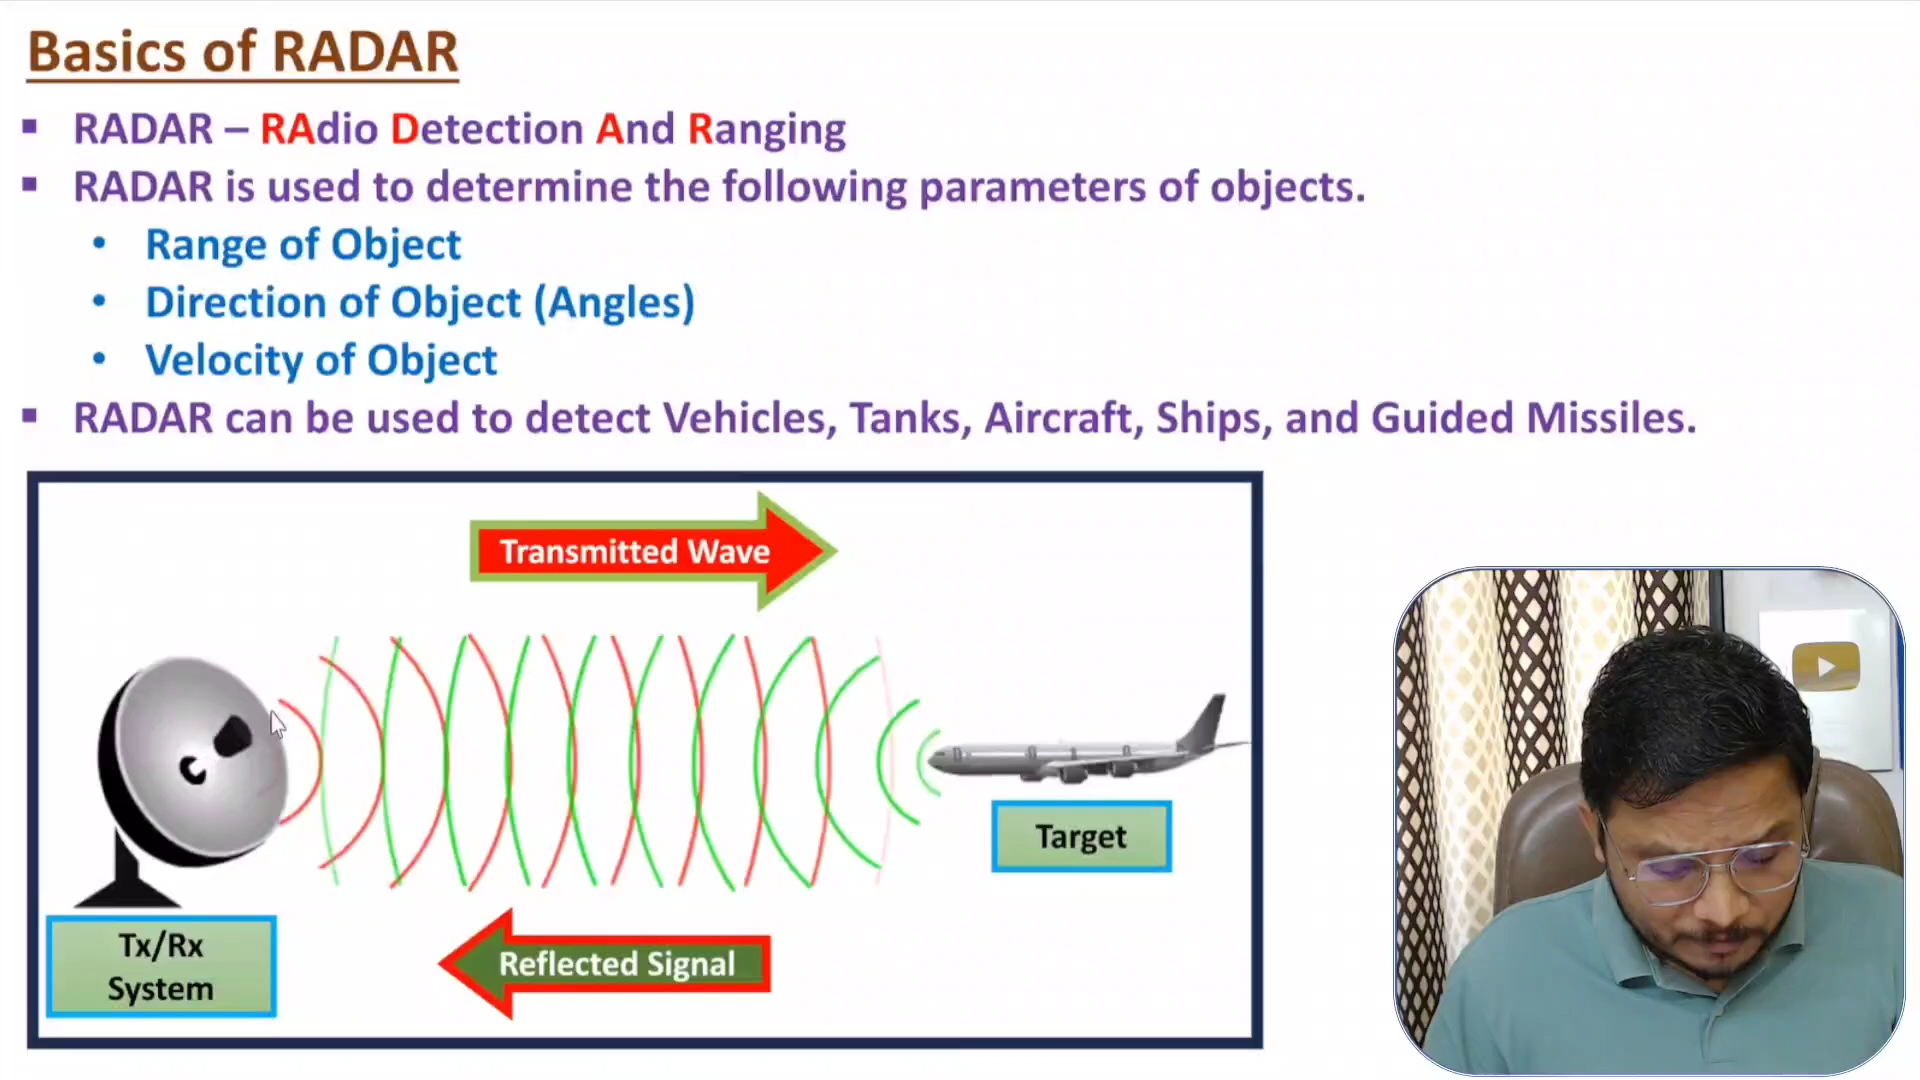 Basics of RADAR
▪ RADAR – RAdio Detection And Ranging
▪ RADAR is used to determine the following parameters of objects.
• Range of Object
• Direction of Object (Angles)
• Velocity of Object
▪ RADAR can be used to detect Vehicles, Tanks, Aircraft, Ships, and Guided Missiles.
Transmitted Wave
Target
Tx/Rx
System
Reflected Signal